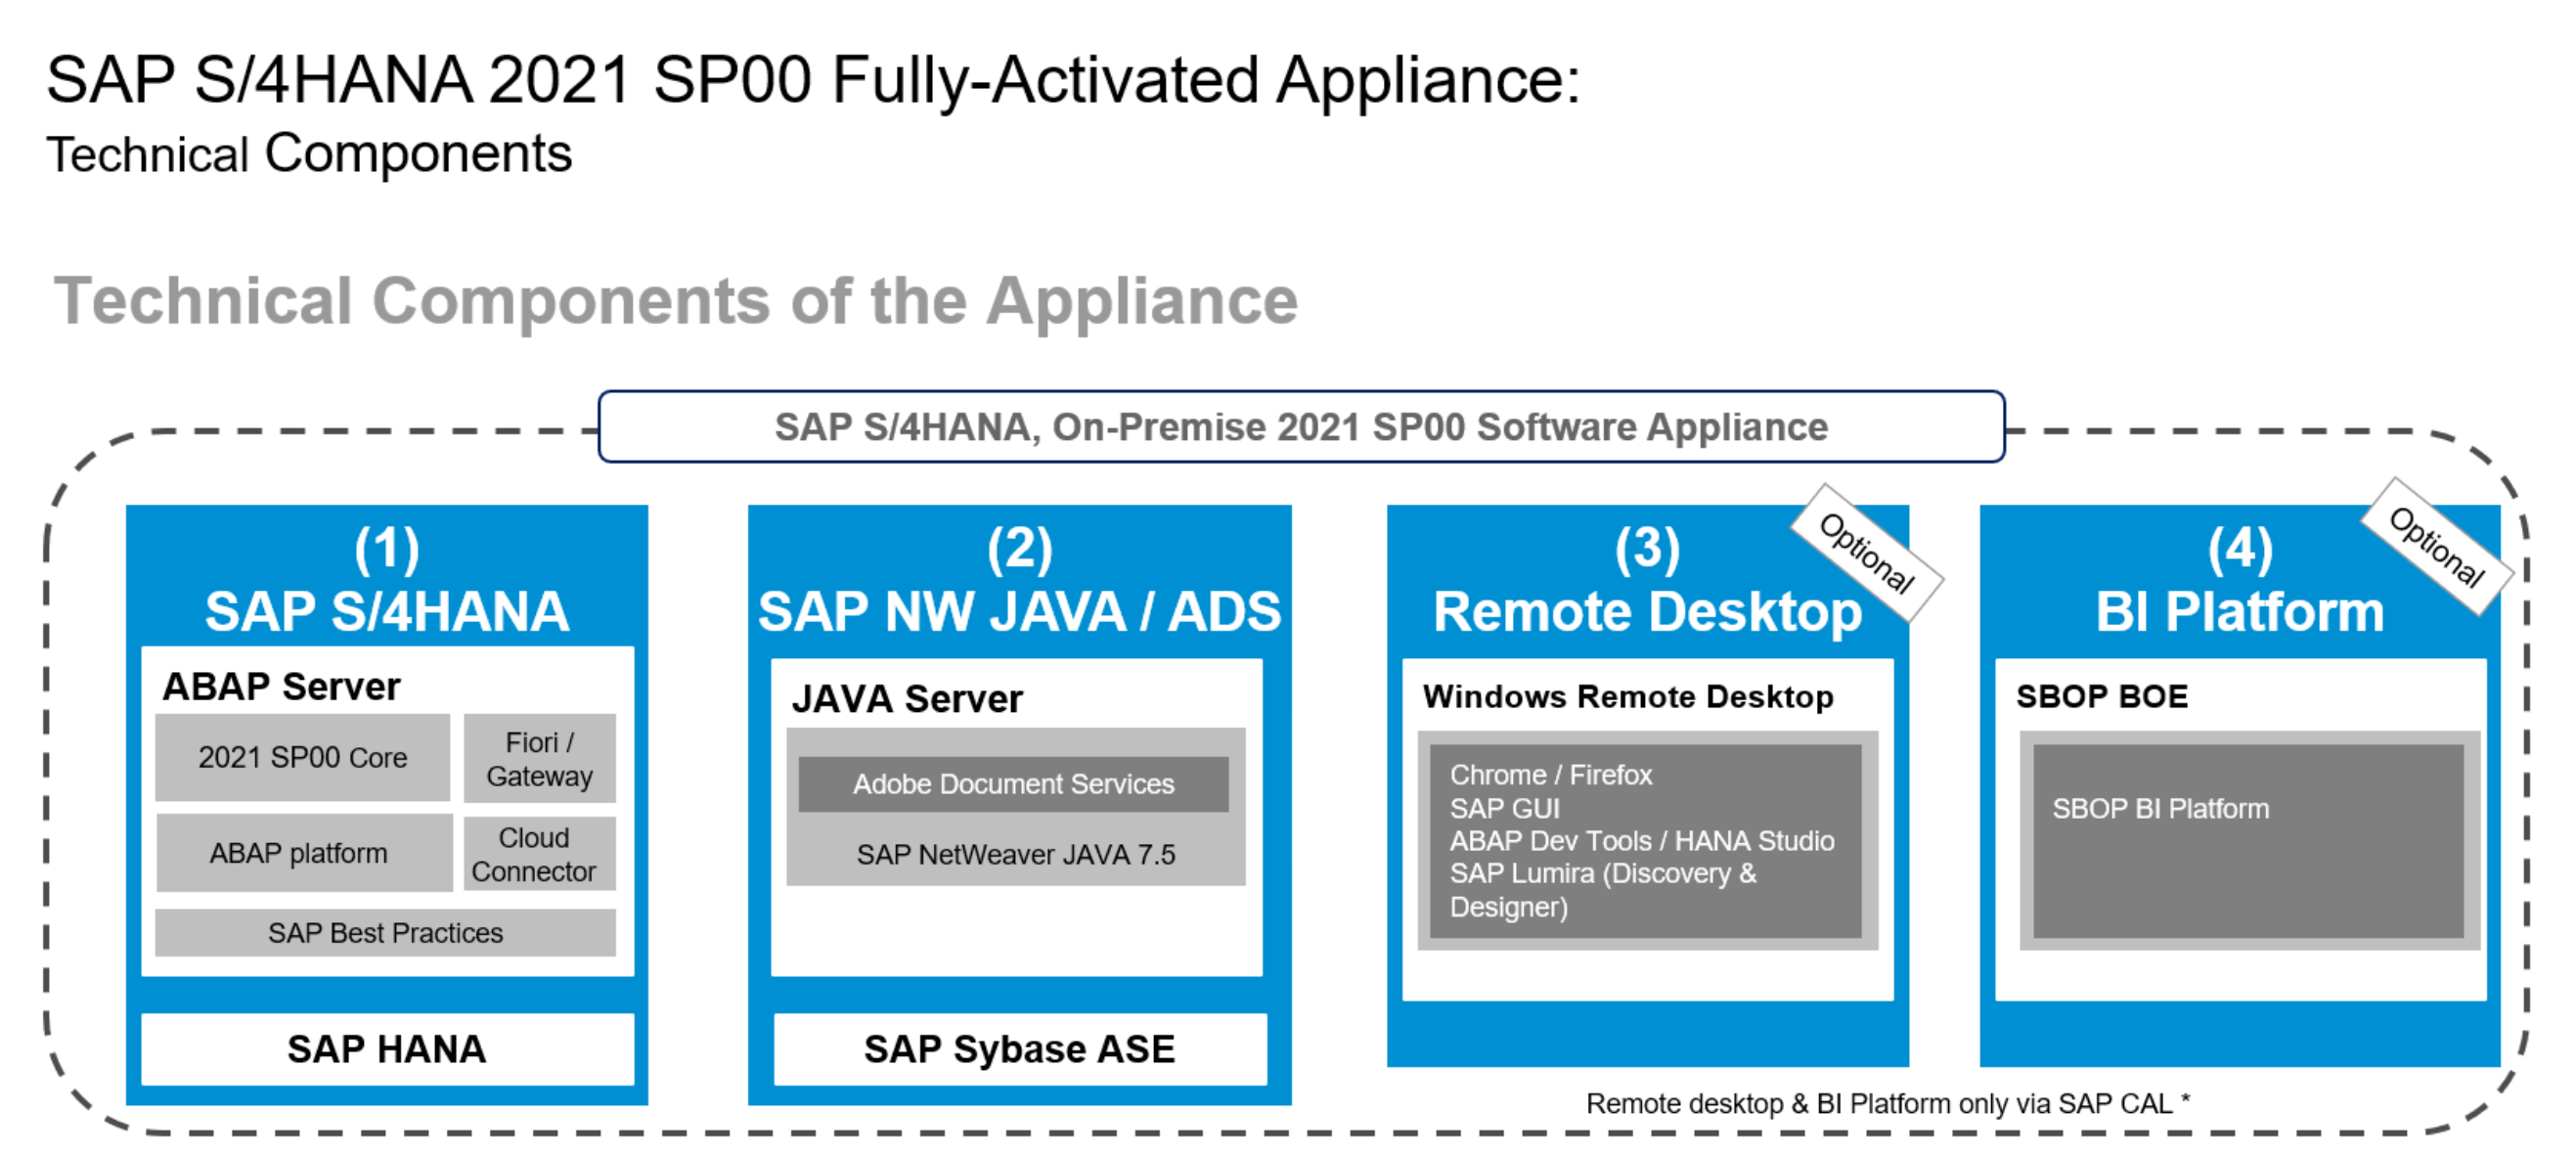 SAP S/4HANA 2021 SP00 Fully-Activated Appliance:
Technical Components
Technical Components of the Appliance
SAP S/4HANA, On-Premise 2021 SP00 Software Appliance
(1)
SAP S/4HANA
ABAP Server
2021 SP00 Core
Fiori /
Gateway
ABAP platform
Cloud
Connector
SAP Best Practices
SAP HANA
(2)
SAP NW JAVA / ADS
JAVA Server
Adobe Document Services
SAP NetWeaver JAVA 7.5
SAP Sybase ASE
Optional
(3)
Remote Desktop
Windows Remote Desktop
Chrome / Firefox
SAP GUI
ABAP Dev Tools / HANA Studio
SAP Lumira (Discovery &
Designer)
Optional
(4)
BI Platform
SBOP BOE
SBOP BI Platform
Remote desktop & BI Platform only via SAP CAL *